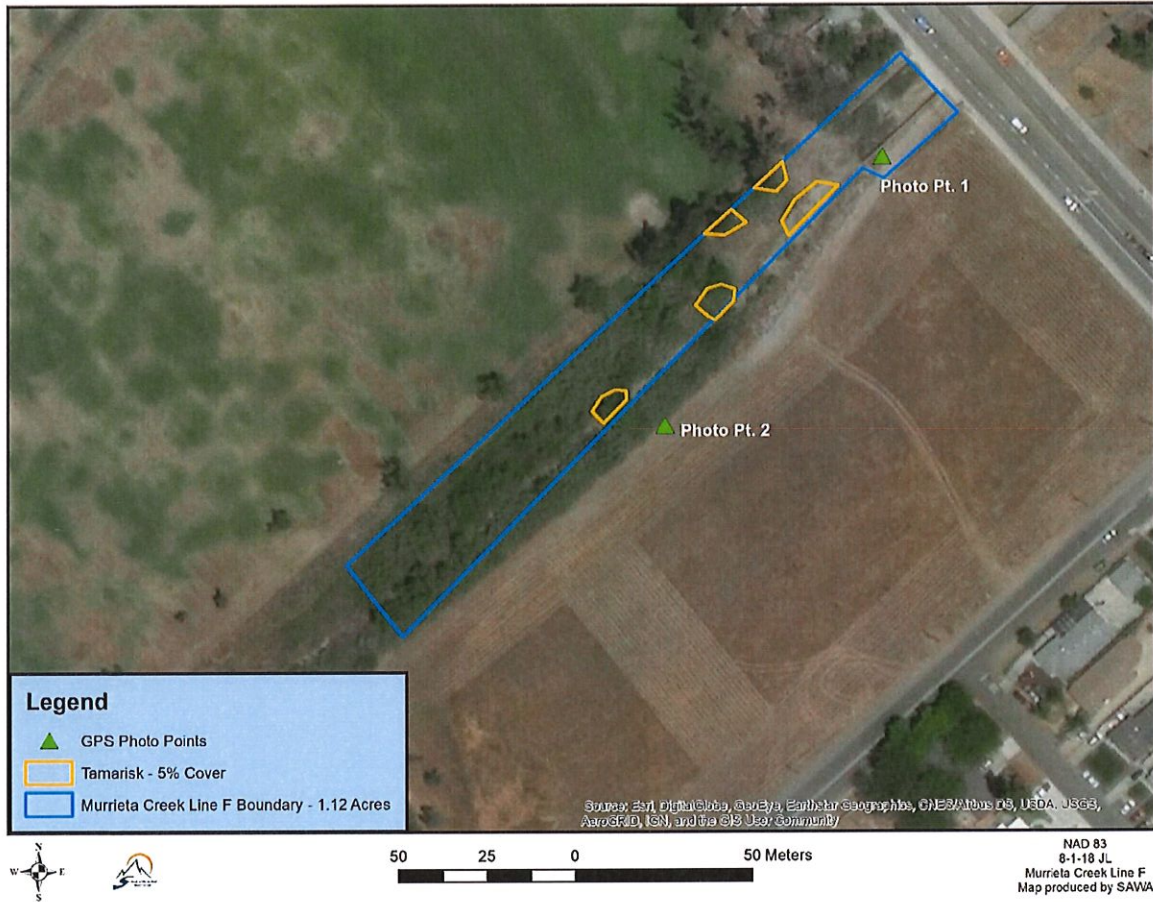 Photo Pt. 1
Photo Pt. 2
Legend
GPS Photo Points
Tamarisk - 5% Cover
Murrieta Creek Line F Boundary - 1.12 Acres
Source: Esri, DigitalGlobe, GeoEye, Earthstar Geographics, CNES/Airbus DS, USDA, USGS,
AeroGRID, IGN, and the GIS User Community
N
W E
S
50 25 0 50 Meters
NAD 83
8-1-18 JL
Murrieta Creek Line F
Map produced by SAWA